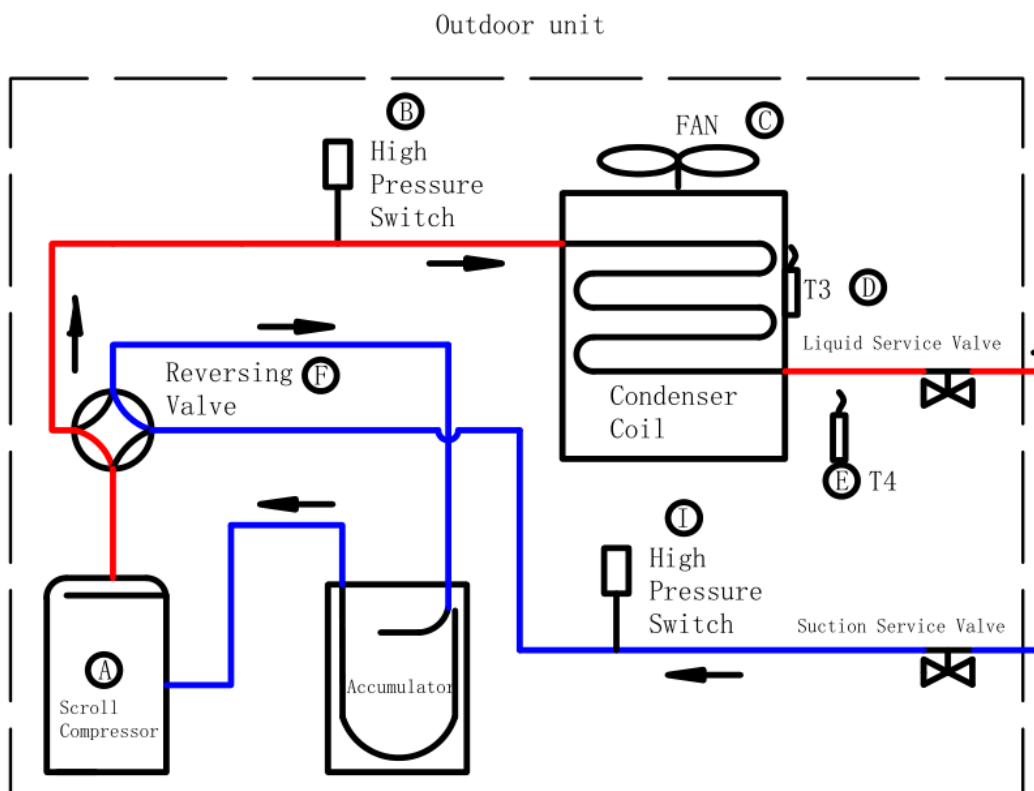 Outdoor unit
B
High
Pressure
Switch
FAN
C
T3
D
Liquid Service Valve
Reversing
Valve
F
Condenser
Coil
E
T4
I
High
Pressure
Switch
Suction Service Valve
A
Scroll
Compressor
Accumulator